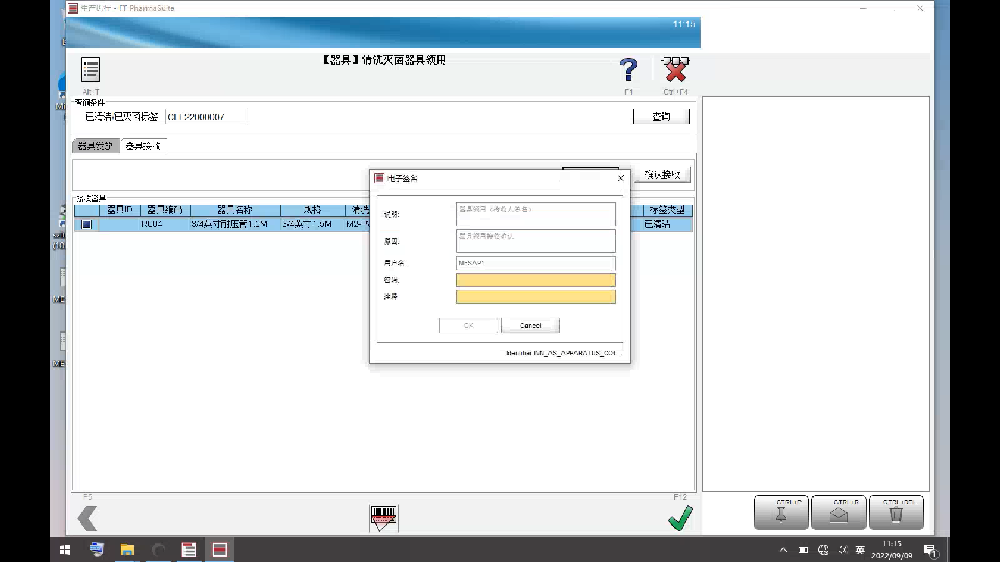 生产执行 - FT PharmaSuite
11:15
【器具】清洗灭菌器具领用
Alt+T
F1
Ctrl+F4
查询条件
已清洁/已灭菌标签
CLE22000007
查询
器具发放
器具接收
确认接收
接收器具
器具ID
器具编码
器具名称
规格
清洗
标签类型
R004
3/4英寸耐压管1.5M
3/4英寸1.5M
M2-P
已清洁
电子签名
说明:
器具领用（接收人签名）
原因:
器具领用接收确认
用户名:
MESAP1
密码:
注释:
OK
Cancel
Identifier:INN_AS_APPARATUS_COL...
F5
F12
CTRL+P
CTRL+R
CTRL+DEL
szit
(10.
ME
ME
英
11:15
2022/09/09
1